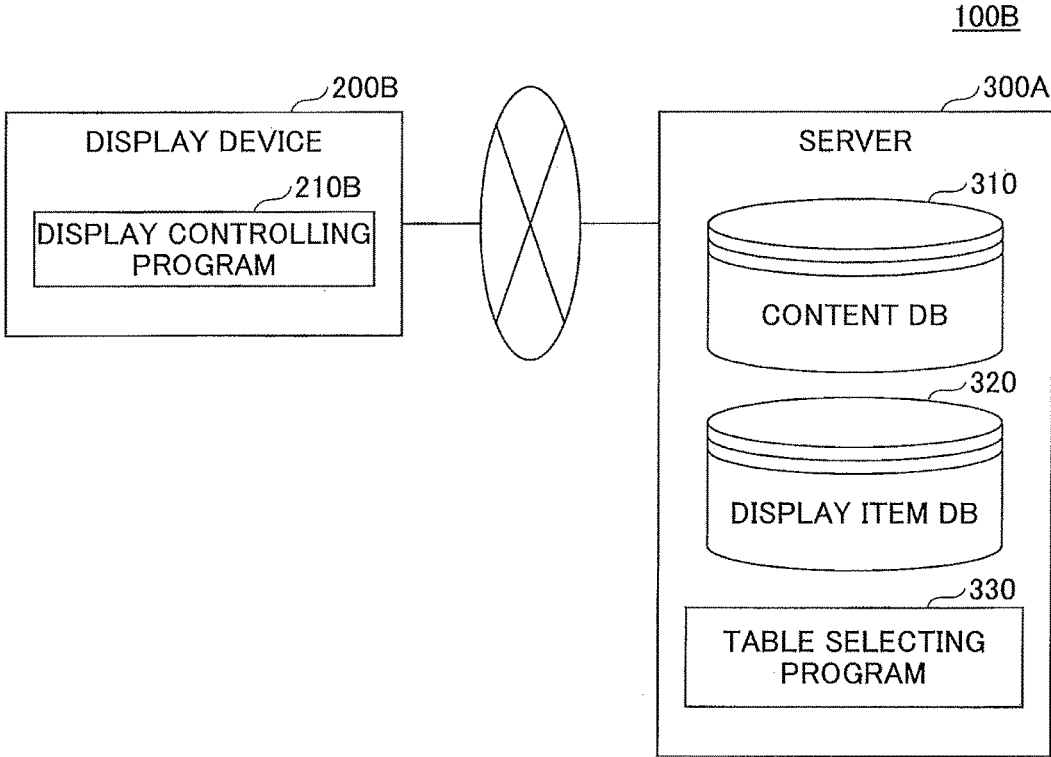 100B
200B
DISPLAY DEVICE
210B
DISPLAY CONTROLLING
PROGRAM
300A
SERVER
310
CONTENT DB
320
DISPLAY ITEM DB
330
TABLE SELECTING
PROGRAM